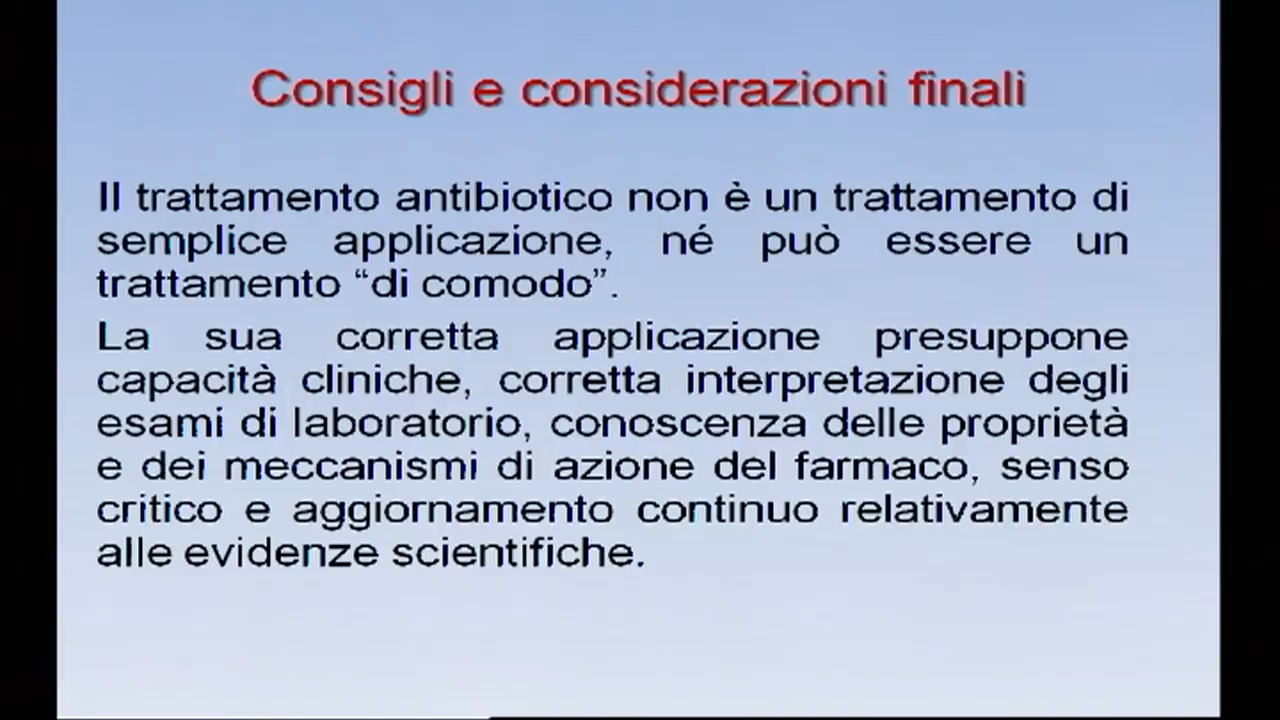 Consigli e considerazioni finali
Il trattamento antibiotico non è un trattamento di
semplice applicazione, né può essere un
trattamento “di comodo”.
La sua corretta applicazione presuppone
capacità cliniche, corretta interpretazione degli
esami di laboratorio, conoscenza delle proprietà
e dei meccanismi di azione del farmaco, senso
critico e aggiornamento continuo relativamente
alle evidenze scientifiche.